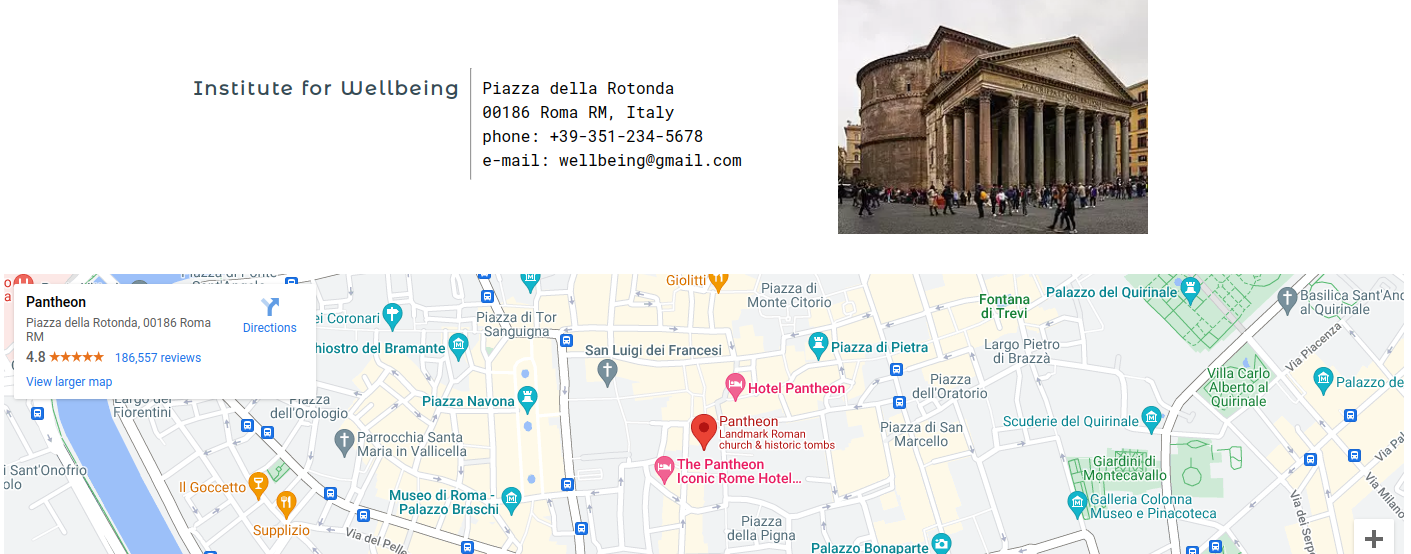 Institute for Wellbeing
Piazza della Rotonda
00186 Roma RM, Italy
phone: +39-351-234-5678
e-mail: wellbeing@gmail.com
Pantheon
Piazza della Rotonda, 00186 Roma
RM
4.8
186,557 reviews
View larger map
Directions
Giolitti
Piazza di
Monte Citorio
Fontana
di Trevi
Palazzo del Quirinale
Basilica Sant'And
al Quirinale
ei Coronari
Piazza di Tor
Sanguigna
hiostro del Bramante
San Luigi dei Francesi
Piazza di Pietra
Largo Pietro
di Brazzà
Via Piacenza
Hotel Pantheon
Piazza
dell'Oratorio
Villa Carlo
Alberto al
Quirinale
Palazzo de
Largo dei
Fiorentini
Piazza
dell'Orologio
Piazza Navona
Pantheon
Landmark Roman
church & historic tombs
Piazza di San
Marcello
Scuderie del Quirinale
Parrocchia Santa
Maria in Vallicella
The Pantheon
Iconic Rome Hotel...
Giardini di
Montecavallo
i Sant'Onofrio
olo
Il Goccetto
Supplizio
Museo di Roma -
Palazzo Braschi
Galleria Colonna
Museo e Pinacoteca
Via Milano
Via dei Serp
Via del Pelle
Piazza
della Pigna
Palazzo Bonaparte